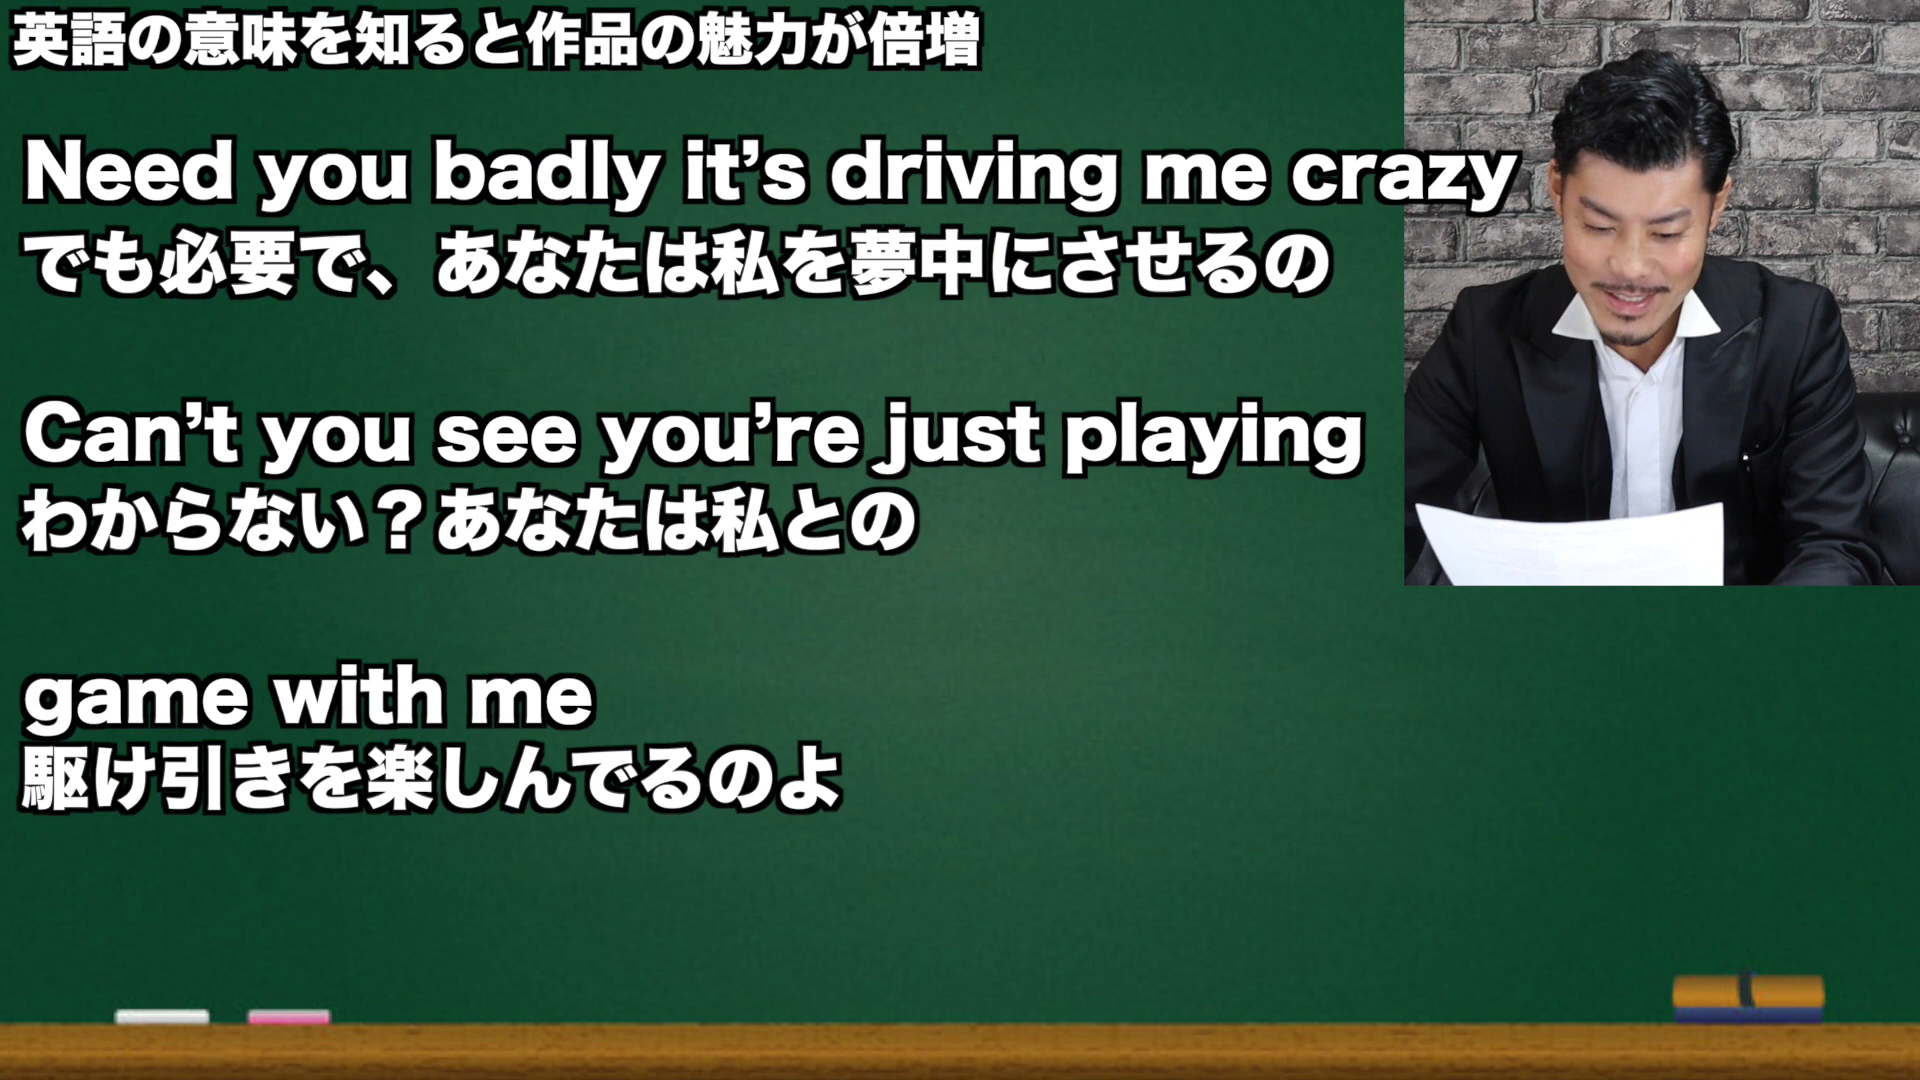 英語の意味を知ると作品の魅力が倍増
Need you badly it’s driving me crazy
でも必要で、あなたは私を夢中にさせるの
Can’t you see you’re just playing
わからない？あなたは私との
game with me
駆け引きを楽しんでるのよ